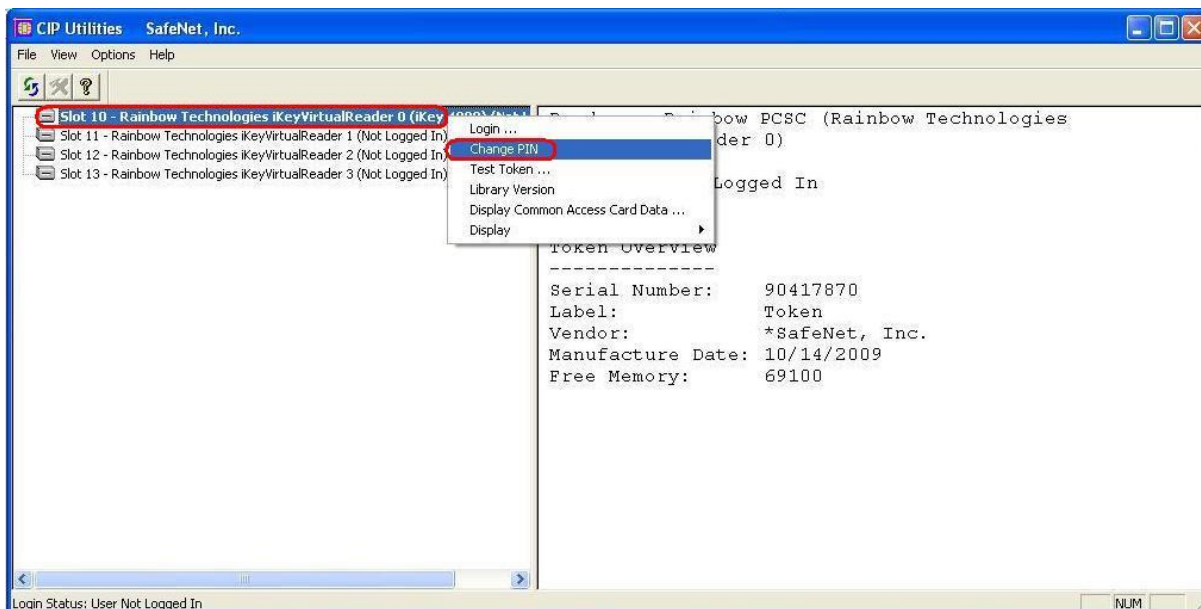 CIP Utilities SafeNet, Inc.
File View Options Help
Slot 10 - Rainbow Technologies iKeyVirtualReader 0 (iKey
Slot 11 - Rainbow Technologies iKeyVirtualReader 1 (Not Logged In)
Slot 12 - Rainbow Technologies iKeyVirtualReader 2 (Not Logged In)
Slot 13 - Rainbow Technologies iKeyVirtualReader 3 (Not Logged In)
Login ...
Change PIN
Test Token ...
Library Version
Display Common Access Card Data ...
Display
bow PCSC (Rainbow Technologies
der 0)
Logged In
Token Overview
--------------
Serial Number: 90417870
Label: Token
Vendor: *SafeNet, Inc.
Manufacture Date: 10/14/2009
Free Memory: 69100
Login Status: User Not Logged In
NUM